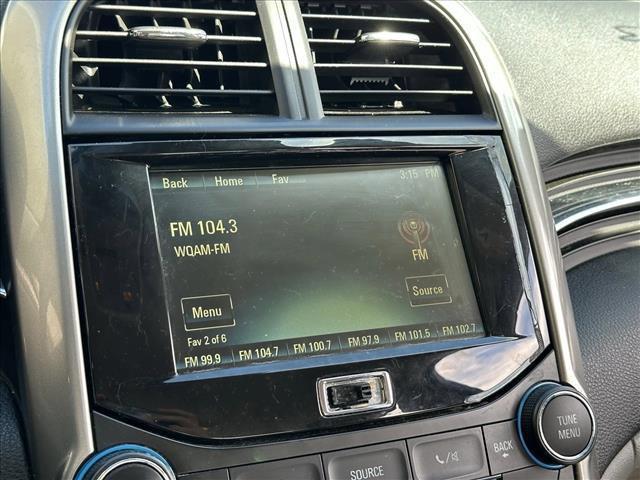 Back Home Fav 3:15 PM
FM 104.3
WQAM-FM
FM
Menu
Source
Fav 2 of 6
FM 99.9 FM 104.7 FM 100.7 FM 97.9 FM 101.5 FM 102.7
TUNE
MENU
BACK
SOURCE